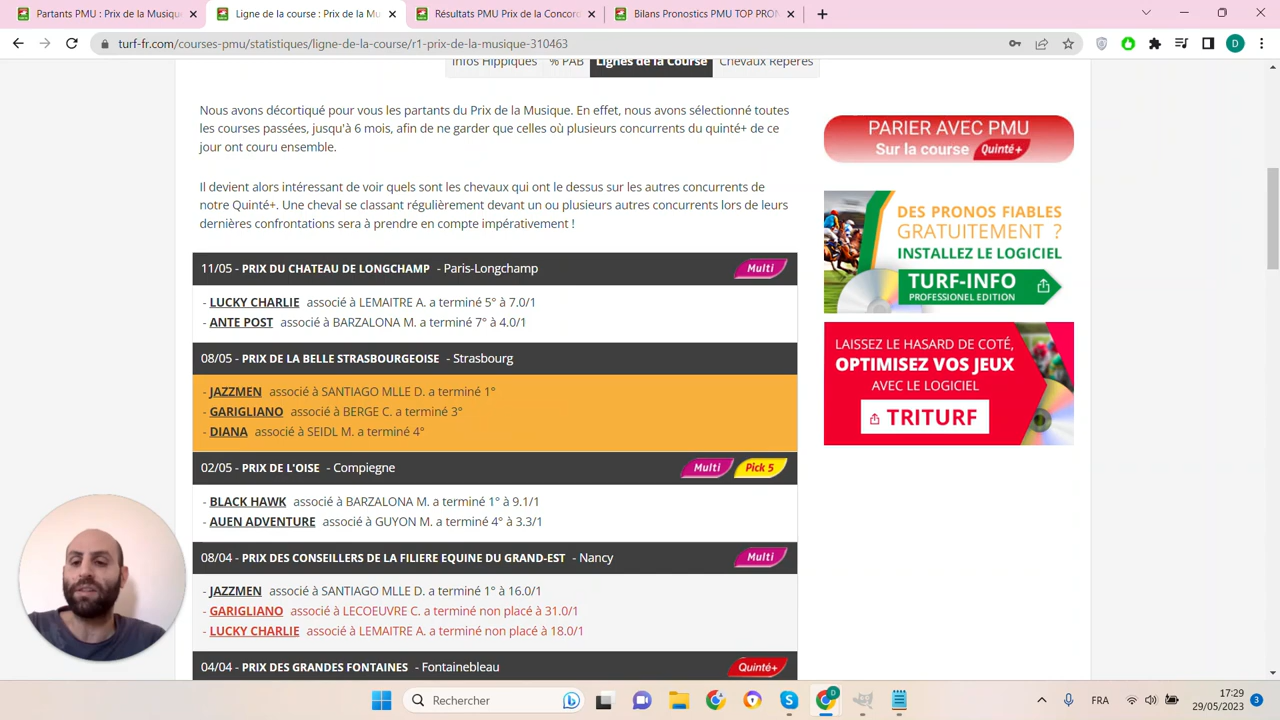 Partants PMU : Prix de la Musique
Ligne de la course : Prix de la Mu
Résultats PMU Prix de la Concord
Bilans Pronostics PMU TOP PRON
turf-fr.com/courses-pmu/statistiques/ligne-de-la-course/r1-prix-de-la-musique-310463
D
Infos Hippiques
% PAB
Lignes de la Course
Chevaux Repères
Nous avons décortiqué pour vous les partants du Prix de la Musique. En effet, nous avons sélectionné toutes
les courses passées, jusqu'à 6 mois, afin de ne garder que celles où plusieurs concurrents du quinté+ de ce
jour ont couru ensemble.
Il devient alors intéressant de voir quels sont les chevaux qui ont le dessus sur les autres concurrents de
notre Quinté+. Une cheval se classant régulièrement devant un ou plusieurs autres concurrents lors de leurs
dernières confrontations sera à prendre en compte impérativement !
11/05 - PRIX DU CHATEAU DE LONGCHAMP - Paris-Longchamp Multi
- LUCKY CHARLIE associé à LEMAITRE A. a terminé 5° à 7.0/1
- ANTE POST associé à BARZALONA M. a terminé 7° à 4.0/1
08/05 - PRIX DE LA BELLE STRASBOURGEOISE - Strasbourg
- JAZZMEN associé à SANTIAGO MLLE D. a terminé 1°
- GARIGLIANO associé à BERGE C. a terminé 3°
- DIANA associé à SEIDL M. a terminé 4°
02/05 - PRIX DE L'OISE - Compiegne Multi Pick 5
- BLACK HAWK associé à BARZALONA M. a terminé 1° à 9.1/1
- AUEN ADVENTURE associé à GUYON M. a terminé 4° à 3.3/1
08/04 - PRIX DES CONSEILLERS DE LA FILIERE EQUINE DU GRAND-EST - Nancy Multi
- JAZZMEN associé à SANTIAGO MLLE D. a terminé 1° à 16.0/1
- GARIGLIANO associé à LECOEUVRE C. a terminé non placé à 31.0/1
- LUCKY CHARLIE associé à LEMAITRE A. a terminé non placé à 18.0/1
04/04 - PRIX DES GRANDES FONTAINES - Fontainebleau Quinté+
PARIER AVEC PMU
Sur la course Quinté+
DES PRONOS FIABLES
GRATUITEMENT ?
INSTALLEZ LE LOGICIEL
TURF-INFO
PROFESSIONEL EDITION
LAISSEZ LE HASARD DE COTÉ,
OPTIMISEZ VOS JEUX
AVEC LE LOGICIEL
TRITURF
Rechercher
FRA
17:29
29/05/2023
3